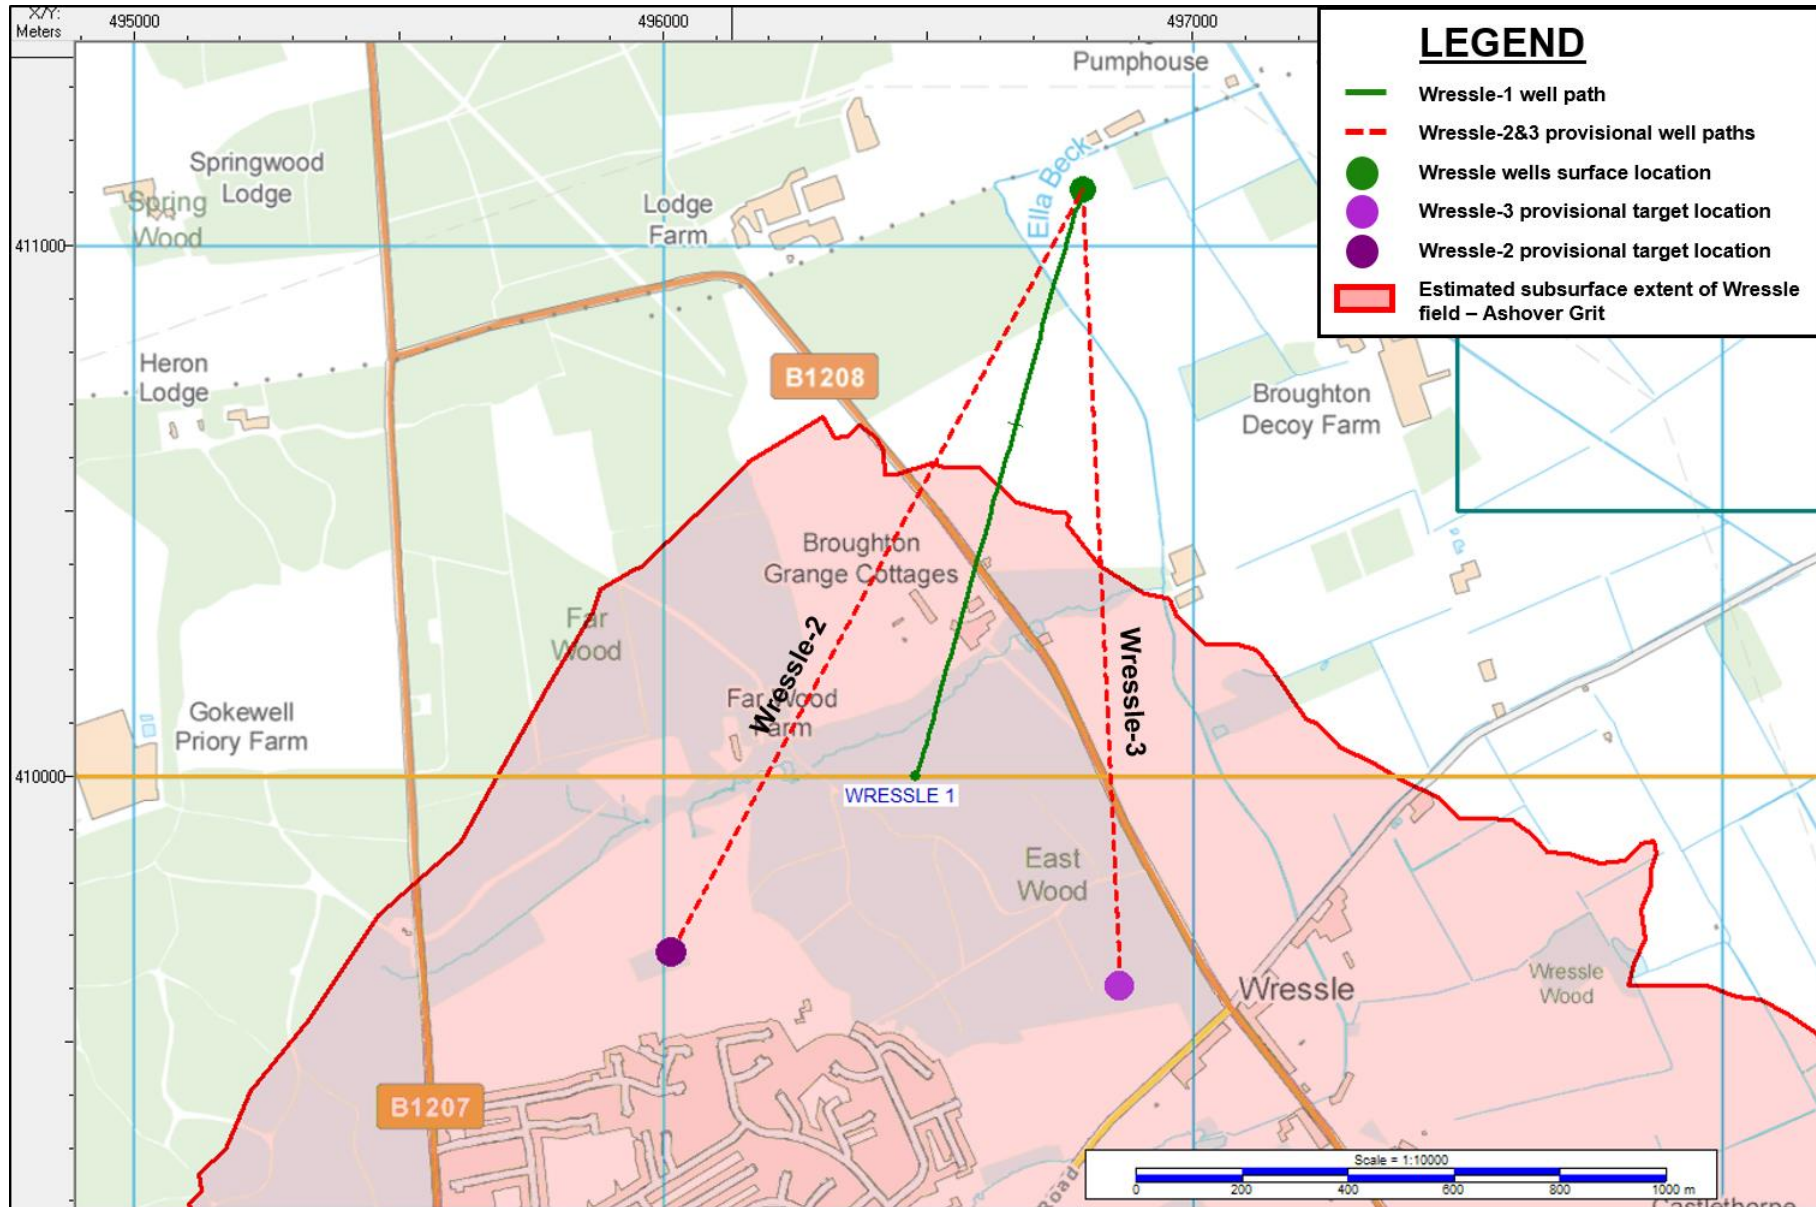 X/Y:
Meters
495000
496000
497000
411000
410000
LEGEND
Wressle-1 well path
Wressle-2&3 provisional well paths
Wressle wells surface location
Wressle-3 provisional target location
Wressle-2 provisional target location
Estimated subsurface extent of Wressle
field – Ashover Grit
Pumphouse
Springwood
Lodge
Spring
Wood
Lodge
Farm
Ella Beck
Heron
Lodge
B1208
Broughton
Decoy Farm
Broughton
Grange Cottages
Far
Wood
Wressle-2
Wressle-3
Far Wood
Farm
Gokewell
Priory Farm
WRESSLE 1
East
Wood
Wressle
Wressle
Wood
B1207
Road
Scale = 1:10000
0 200 400 600 800 1000 m